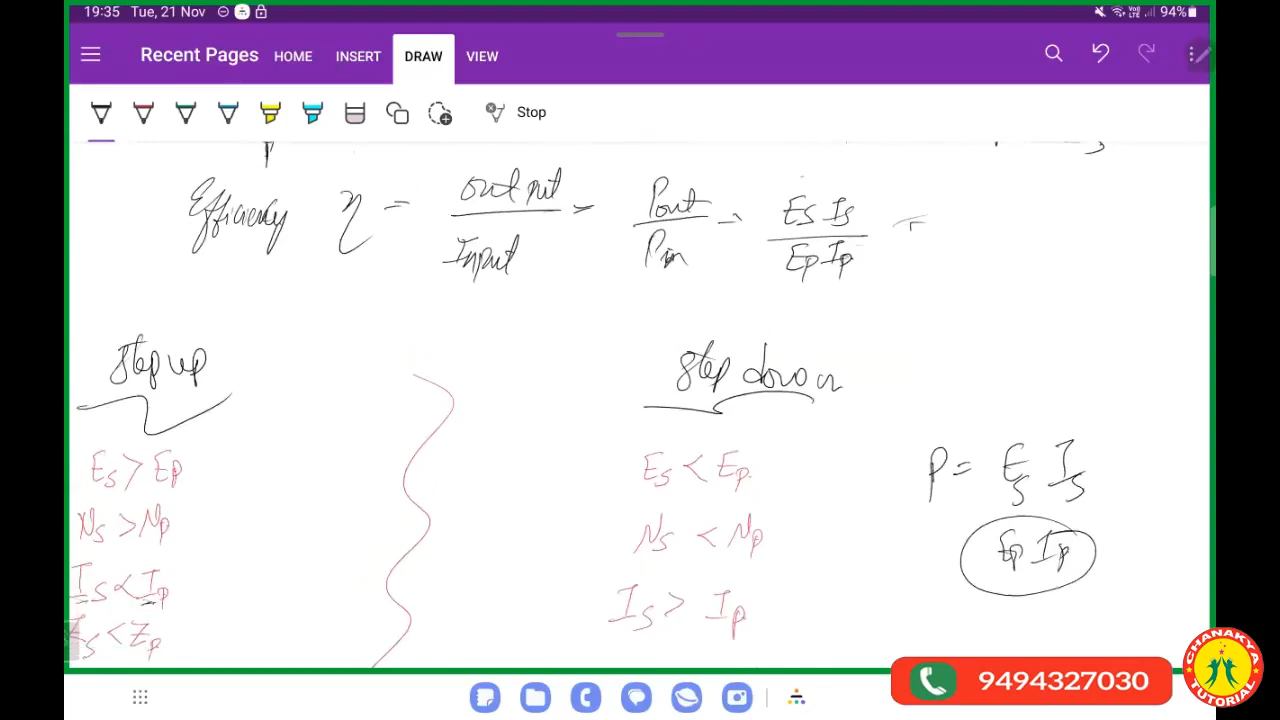 19:35 Tue, 21 Nov 94%
Recent Pages HOME INSERT DRAW VIEW
Stop
Efficiency η = output / Input = Pout / Pin = Es Is / Ep Ip =
Step up
Es > Ep
Ns > Np
Is < Ip
Zs < Zp
Step down
Es < Ep
Ns < Np
Is > Ip
P = Es Is
Ep Ip
CHANAKYA TUTORIAL
9494327030